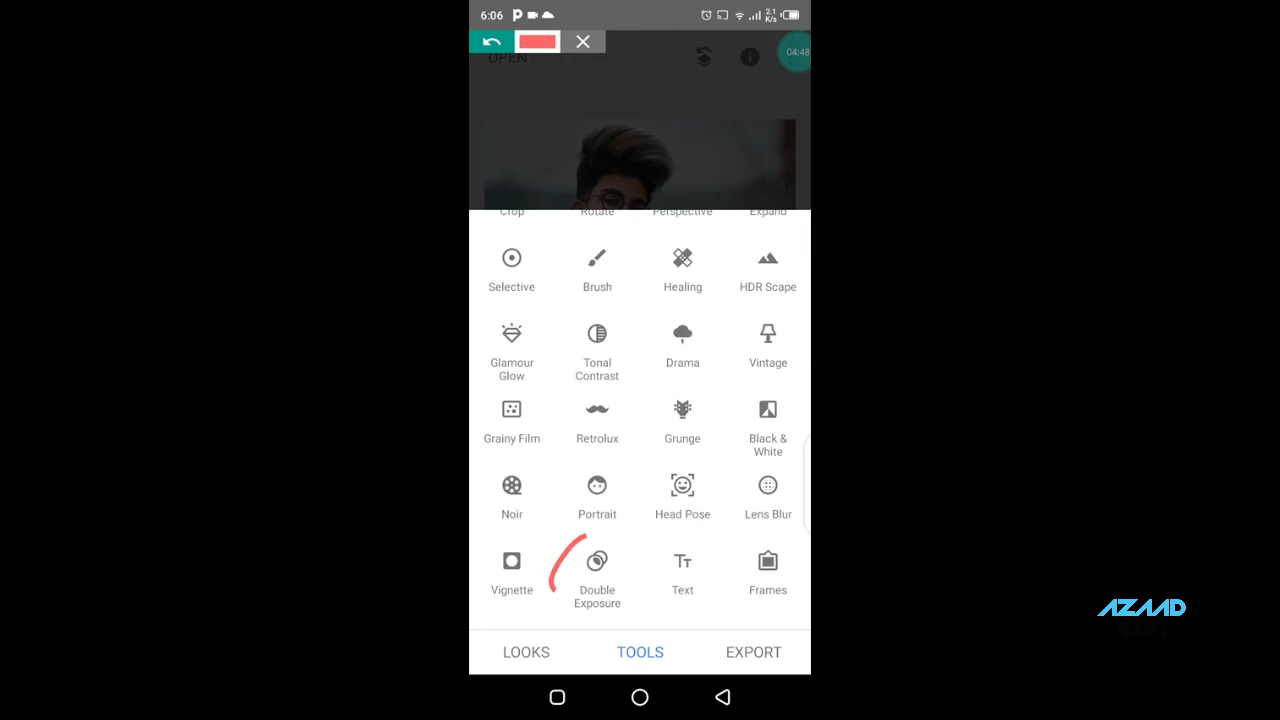 6:06
2.1
K/s
OPEN
04:48
Crop Rotate Perspective Expand
Selective Brush Healing HDR Scape
Glamour Glow Tonal Contrast Drama Vintage
Grainy Film Retrolux Grunge Black & White
Noir Portrait Head Pose Lens Blur
Vignette Double Exposure Text Frames
LOOKS TOOLS EXPORT
AZAAD